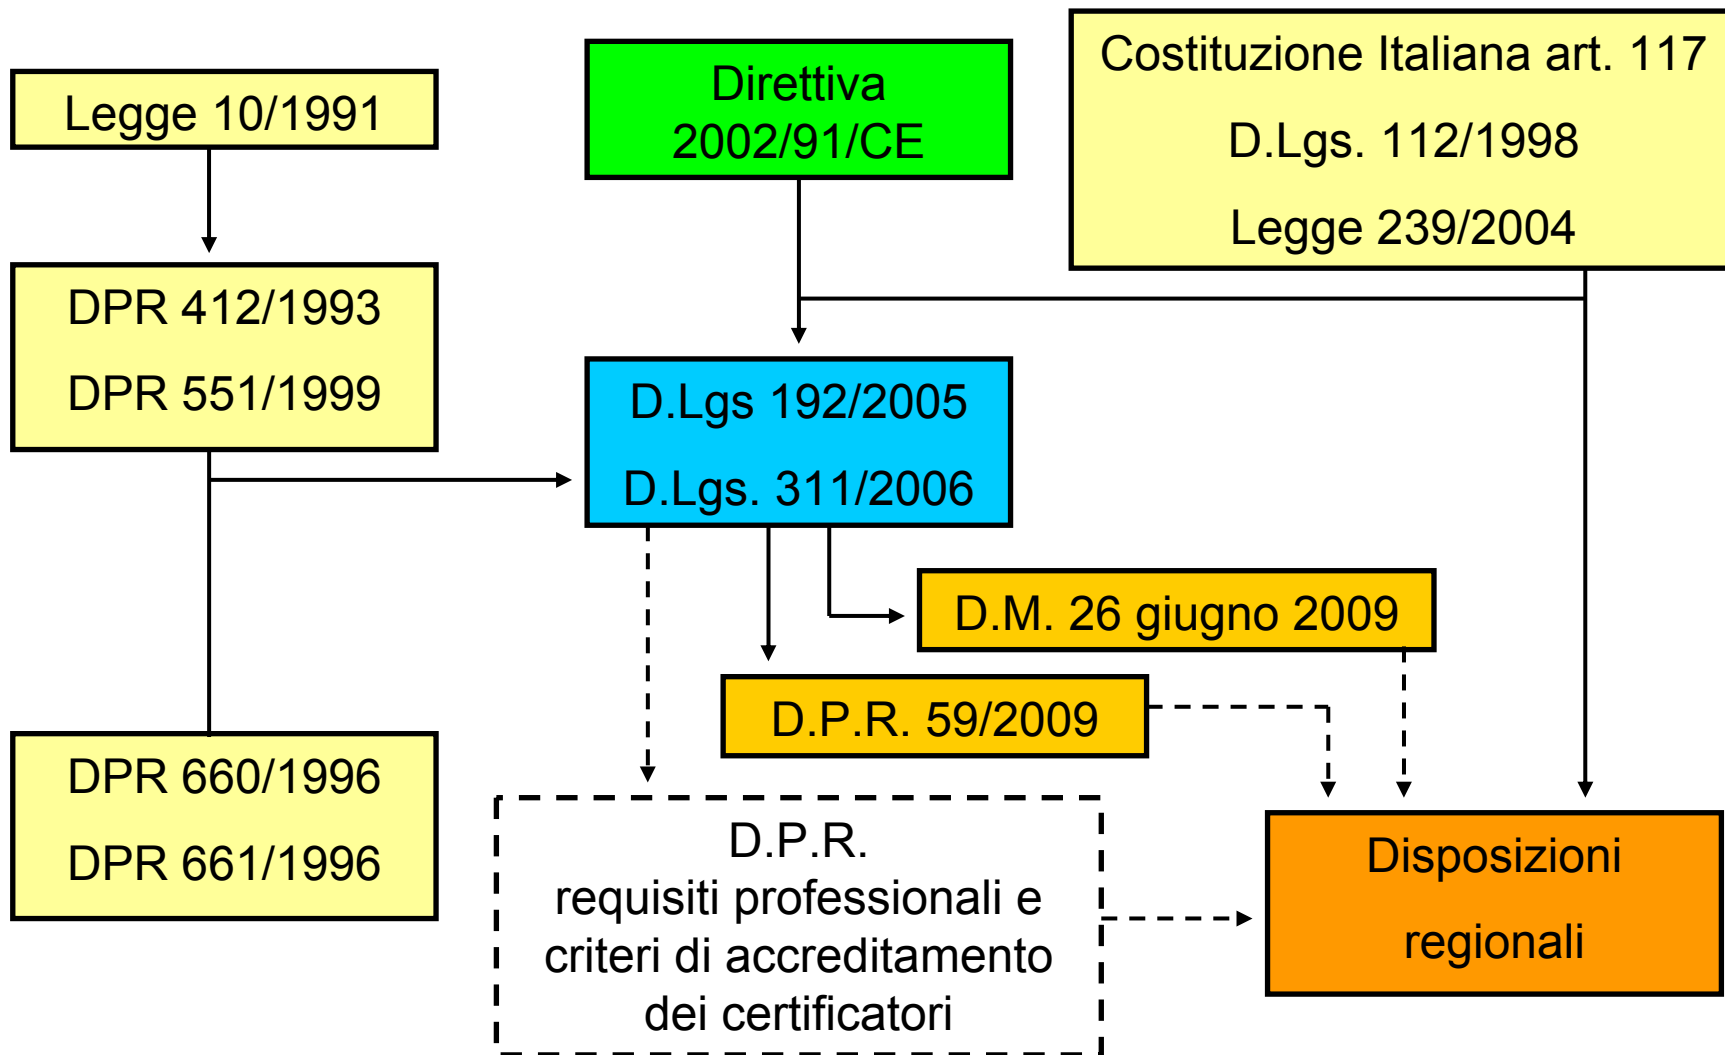 Legge 10/1991
Direttiva
2002/91/CE
Costituzione Italiana art. 117
D.Lgs. 112/1998
Legge 239/2004
DPR 412/1993
DPR 551/1999
D.Lgs 192/2005
D.Lgs. 311/2006
D.M. 26 giugno 2009
D.P.R. 59/2009
DPR 660/1996
DPR 661/1996
D.P.R.
requisiti professionali e
criteri di accreditamento
dei certificatori
Disposizioni
regionali